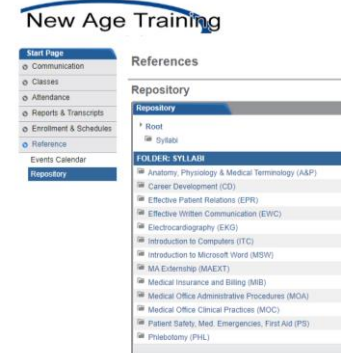 New Age Training
Start Page
Communication
Classes
Attendance
Reports & Transcripts
Enrollment & Schedules
Reference
Events Calendar
Repository
References
Repository
Repository
Root
Syllabi
FOLDER: SYLLABI
Anatomy, Physiology & Medical Terminology (A&P)
Career Development (CD)
Effective Patient Relations (EPR)
Effective Written Communication (EWC)
Electrocardiography (EKG)
Introduction to Computers (ITC)
Introduction to Microsoft Word (MSW)
MA Externship (MAEXT)
Medical Insurance and Billing (MIB)
Medical Office Administrative Procedures (MOA)
Medical Office Clinical Practices (MOC)
Patient Safety, Med. Emergencies, First Aid (PS)
Phlebotomy (PHL)